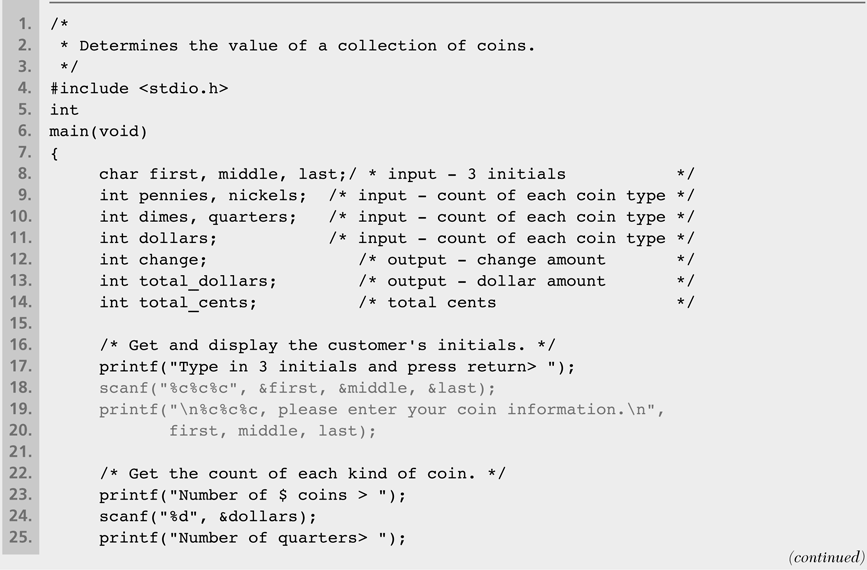 1. /*
2.  * Determines the value of a collection of coins.
3.  */
4. #include <stdio.h>
5. int
6. main(void)
7. {
8.      char first, middle, last;/ * input - 3 initials           */
9.      int pennies, nickels;  /* input - count of each coin type */
10.      int dimes, quarters;   /* input - count of each coin type */
11.      int dollars;           /* input - count of each coin type */
12.      int change;               /* output - change amount       */
13.      int total_dollars;        /* output - dollar amount       */
14.      int total_cents;          /* total cents                  */
15.
16.      /* Get and display the customer's initials. */
17.      printf("Type in 3 initials and press return> ");
18.      scanf("%c%c%c", &first, &middle, &last);
19.      printf("\n%c%c%c, please enter your coin information.\n",
20.             first, middle, last);
21.
22.      /* Get the count of each kind of coin. */
23.      printf("Number of $ coins > ");
24.      scanf("%d", &dollars);
25.      printf("Number of quarters> ");
(continued)